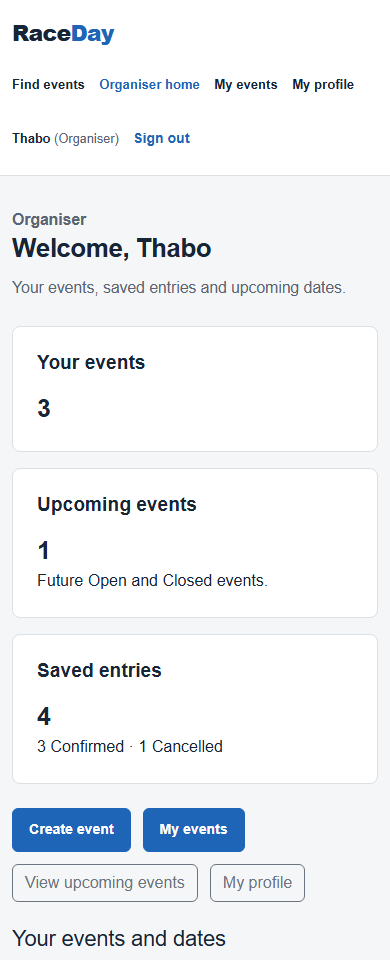 RaceDay
Find events Organiser home My events My profile
Thabo (Organiser) Sign out
Organiser
Welcome, Thabo
Your events, saved entries and upcoming dates.
Your events
3
Upcoming events
1
Future Open and Closed events.
Saved entries
4
3 Confirmed · 1 Cancelled
Create event My events
View upcoming events My profile
Your events and dates